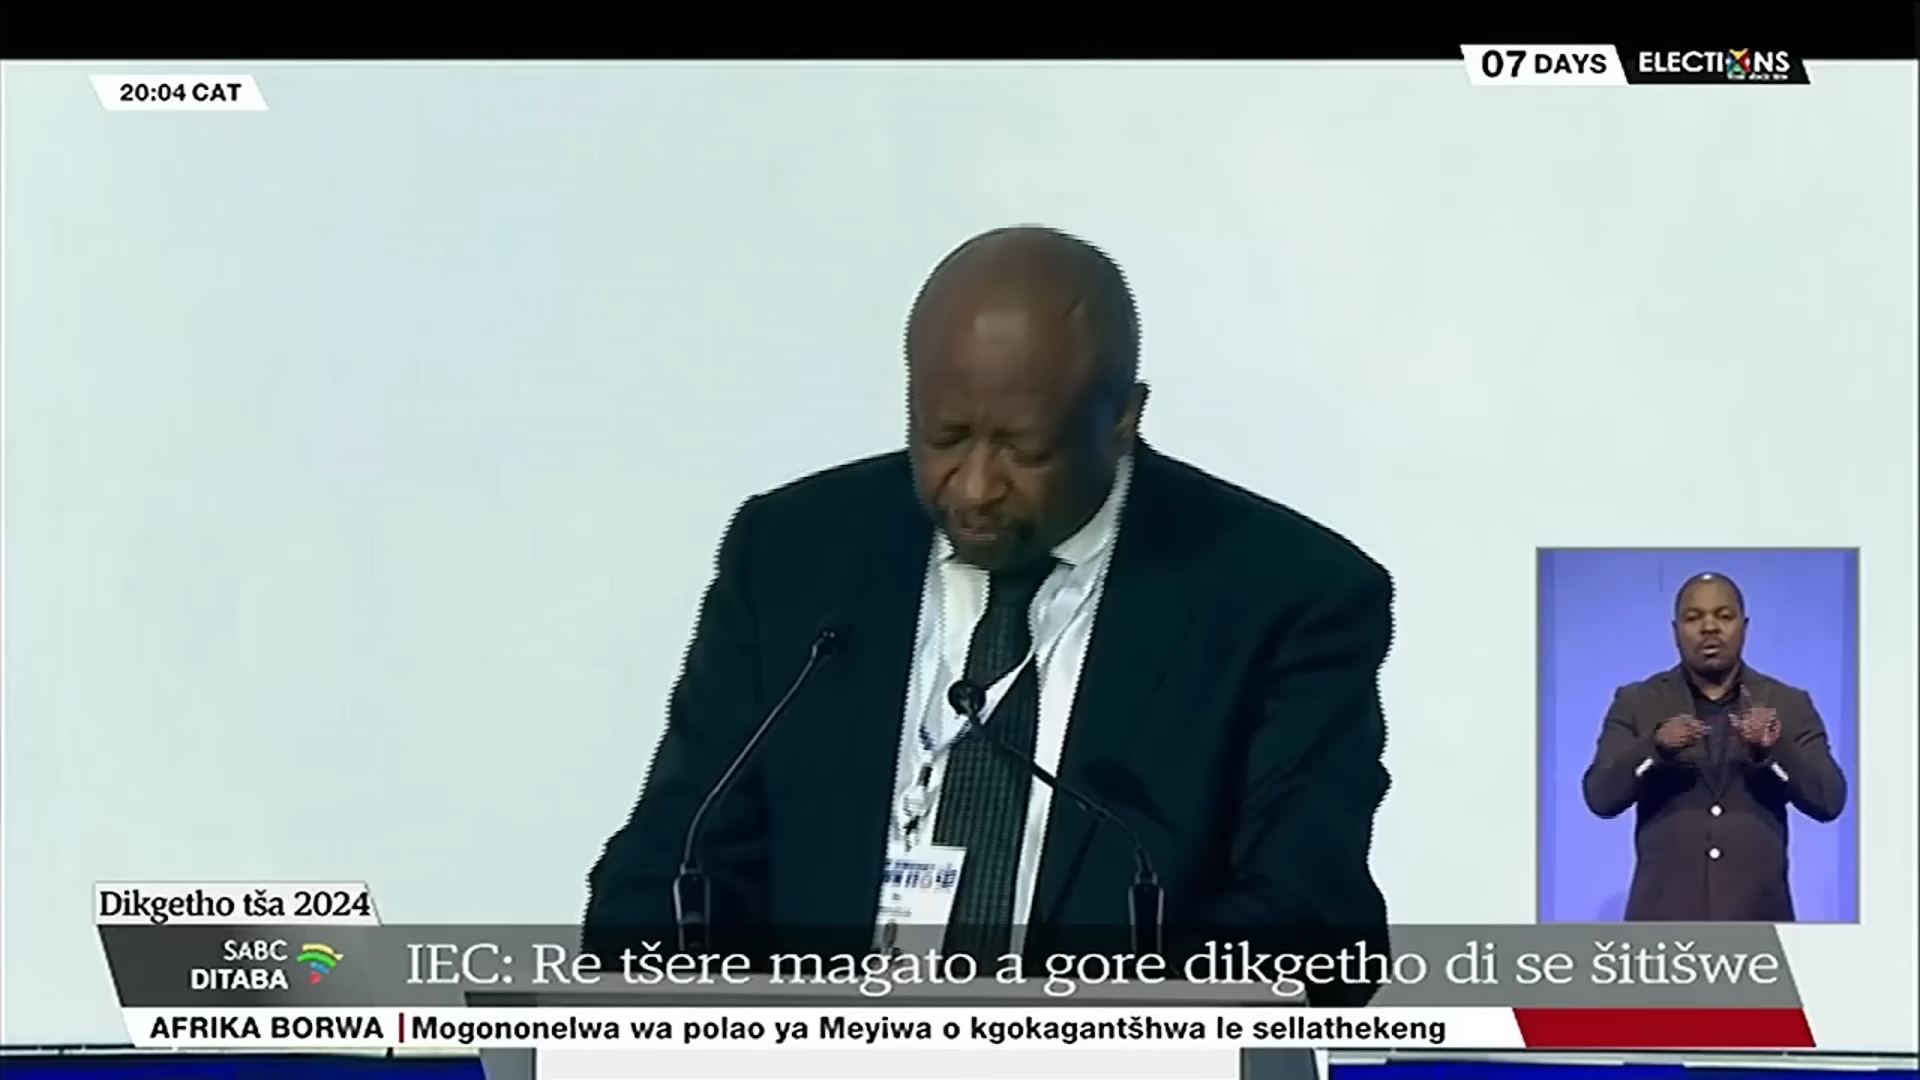 07 DAYS
ELECTIONS
20:04 CAT
Dikgetho tša 2024
SABC
DITABA
IEC: Re tšere magato a gore dikgetho di se šitišwe
AFRIKA BORWA
Mogononelwa wa polao ya Meyiwa o kgokagantšhwa le sellathekeng